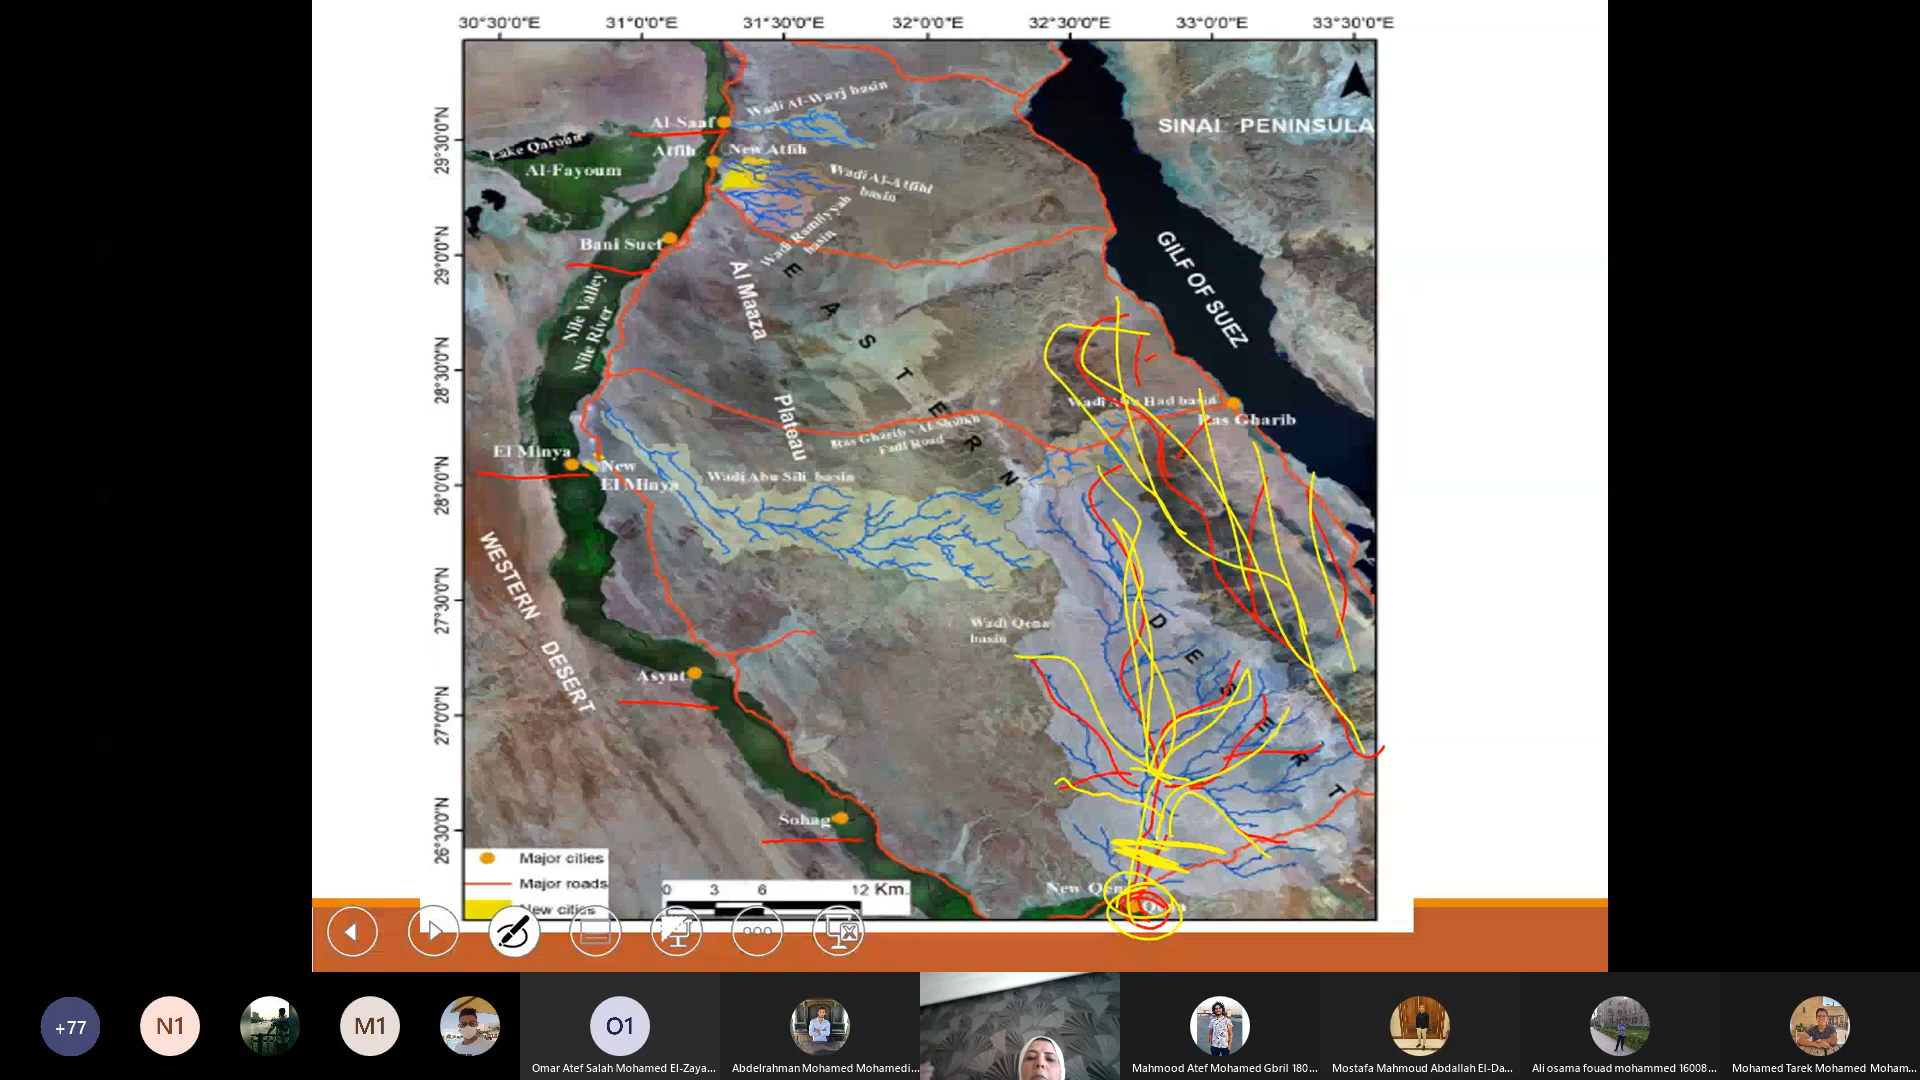 30°30'0"E 31°0'0"E 31°30'0"E 32°0'0"E 32°30'0"E 33°0'0"E 33°30'0"E
29°30'0"N
29°0'0"N
28°30'0"N
28°0'0"N
27°30'0"N
27°0'0"N
26°30'0"N
Wadi Al-Warj basin
Al-Saaf
SINAI PENINSULA
Lake Qaroun
Atfih
New Atfih
Al-Fayoum
Wadi Al-Atfihi
basin
Wadi Ramliyyah
basin
Bani Suef
GILF OF SUEZ
Nile Valley
Nile River
Al Maaza
Plateau
EASTERN
DESERT
Wadi Abu Had basin
Ras Gharib
Ras Gharib - Al-Shuikh
Fadl Road
El Minya
New
El Minya
Wadi Abu Sili basin
WESTERN
DESERT
Wadi Qena
basin
Asyut
Sohag
New Qena
Qena
Major cities
Major roads
New cities
0 3 6 12 Km.
+77
N1
M1
O1
Omar Atef Salah Mohamed El-Zaya...
Abdelrahman Mohamed Mohamedi...
Mahmood Atef Mohamed Gbril 180...
Mostafa Mahmoud Abdallah El-Da...
Ali osama fouad mohammed 16008...
Mohamed Tarek Mohamed Moham...